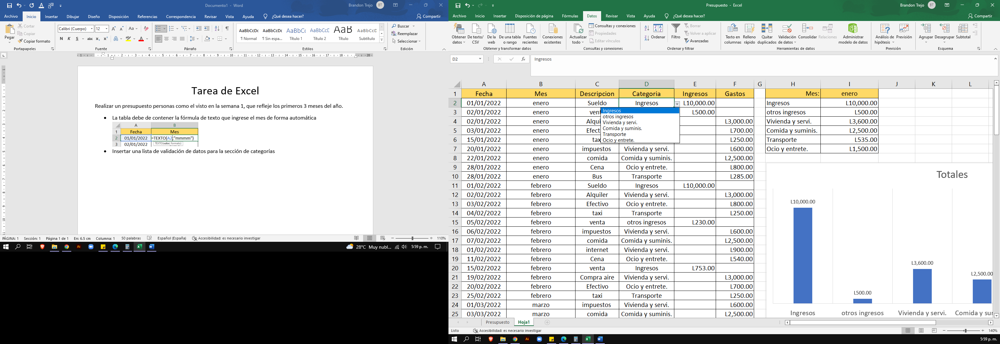 Documento1 - Word
Brandon Trejo BT
Archivo Inicio Insertar Dibujar Diseño Disposición Referencias Correspondencia Revisar Vista Ayuda ¿Qué desea hacer? Compartir
Pegar
Cortar
Copiar
Copiar formato
Portapapeles
Calibri (Cuerpo) 12
N K S abc x₂ x²
Fuente
Párrafo
AaBbCcDc AaBbCcDc AaBbCc AaBbCcD AaB AaBbCcD
¶ Normal ¶ Sin espa... Título 1 Título 2 Título Subtítulo
Estilos
Buscar
Reemplazar
Seleccionar
Edición
Tarea de Excel
Realizar un presupuesto personas como el visto en la semana 1, que refleje los primeros 3 meses del año.
• La tabla debe de contener la fórmula de texto que ingrese el mes de forma automática
A B
1 Fecha Mes
2 01/01/2022 =TEXTO(A2;"mmmm")
3 02/01/2022 TEXTO(valor; formato)
• Insertar una lista de validación de datos para la sección de categorías
PÁGINA: 1 Sección: 1 Página 1 de 1 En: 6.5 cm Columna: 1 50 palabras Español (España) Accesibilidad: es necesario investigar 110%
28°C Muy nubl... 5:59 p. m.
Presupuesto - Excel
Brandon Trejo BT
Archivo Inicio Insertar Disposición de página Fórmulas Datos Revisar Vista Ayuda ¿Qué desea hacer? Compartir
Obtener datos
De texto/CSV
De la web
De una tabla o rango
Fuentes recientes
Conexiones existentes
Obtener y transformar datos
Actualizar todo
Consultas y conexiones
Propiedades
Editar vínculos
Consultas y conexiones
Ordenar
Filtro
Borrar
Volver a aplicar
Avanzadas
Ordenar y filtrar
Texto en columnas
Relleno rápido
Quitar duplicados
Validación de datos
Consolidar
Relaciones
Administrar modelo de datos
Herramientas de datos
Análisis de hipótesis
Previsión
Previsión
Agrupar
Desagrupar
Subtotal
Esquema
D2 fx Ingresos
A B C D E F G H I J K L
1 Fecha Mes Descripcion Categoria Ingresos Gastos Mes: enero
2 01/01/2022 enero Sueldo Ingresos L10,000.00 Ingresos L10,000.00
3 02/01/2022 enero L500.00 otros ingresos L500.00
4 02/01/2022 enero L3,000.00 Vivienda y servi. L3,600.00
5 03/01/2022 enero L700.00 Comida y suminis. L2,500.00
6 15/01/2022 enero L250.00 Transporte L535.00
Ingresos
otros ingresos
Vivienda y servi.
Comida y suminis.
Transporte
Ocio y entrete.
7 20/01/2022 enero impuestos Vivienda y servi. L600.00 Ocio y entrete. L1,500.00
8 22/01/2022 enero comida Comida y suminis. L2,500.00
9 28/01/2022 enero Cena Ocio y entrete. L800.00
10 28/01/2022 enero Bus Transporte L285.00
11 01/02/2022 febrero Sueldo Ingresos L10,000.00
12 02/02/2022 febrero Alquiler Vivienda y servi. L3,000.00
13 03/02/2022 febrero Efectivo Ocio y entrete. L800.00
14 04/02/2022 febrero taxi Transporte L250.00
15 05/02/2022 febrero venta otros ingresos L230.00
16 06/02/2022 febrero impuestos Vivienda y servi. L600.00
17 07/02/2022 febrero comida Comida y suminis. L2,500.00
18 01/02/2022 febrero internet Vivienda y servi. L900.00
19 11/02/2022 febrero Cena Ocio y entrete. L540.00
20 15/02/2022 febrero venta Ingresos L753.00
21 19/02/2022 febrero Compra aire Vivienda y servi. L3,000.00
22 20/02/2022 febrero Efectivo Ocio y entrete. L700.00
23 25/02/2022 febrero taxi Transporte L250.00
24 01/03/2022 marzo impuestos Vivienda y servi. L600.00
25 03/03/2022 marzo comida Comida y suminis. L2,500.00
Totales
L10,000.00
L500.00
L3,600.00
L2,500.00
Ingresos otros ingresos Vivienda y servi. Comida y su
Presupuesto Hoja1
Listo Accesibilidad: es necesario investigar 140%
5:59 p. m.